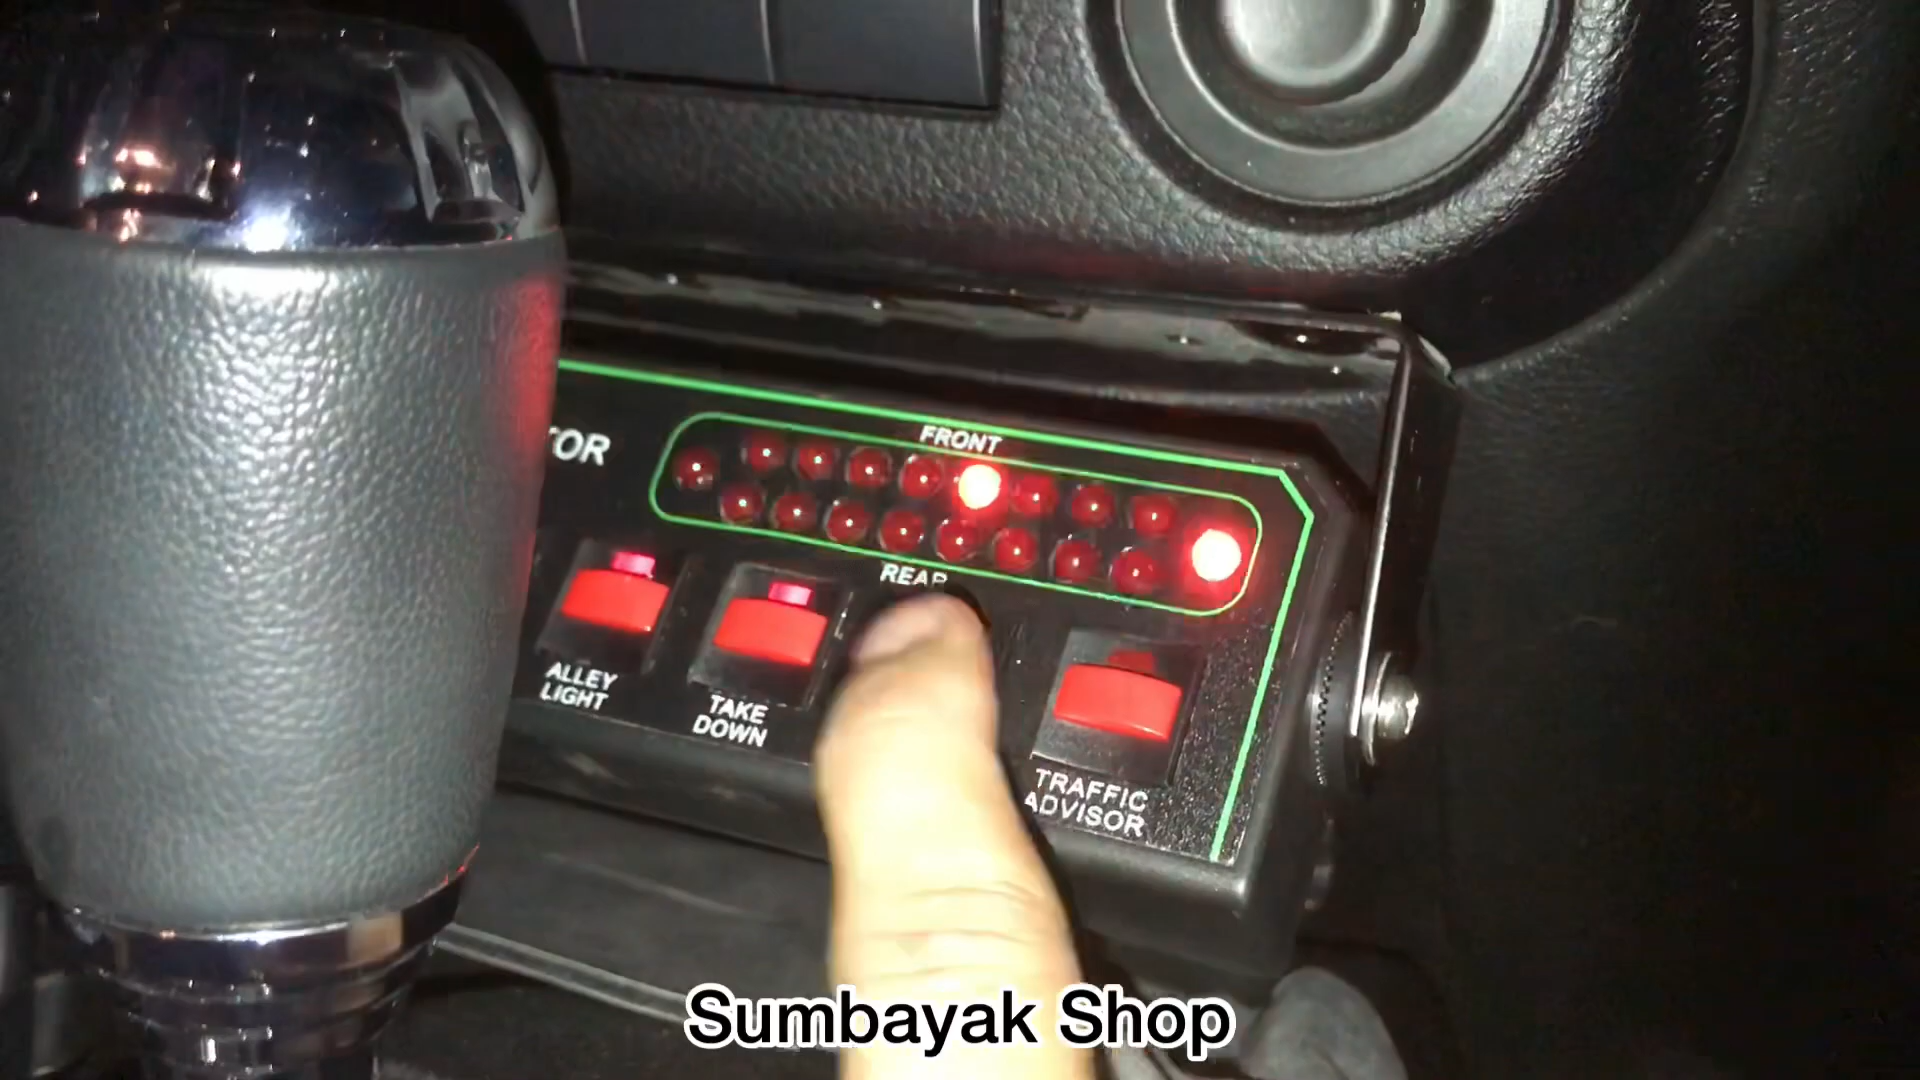 FRONT
TOR
REAR
ALLEY
LIGHT
TAKE
DOWN
TRAFFIC
ADVISOR
Sumbayak Shop